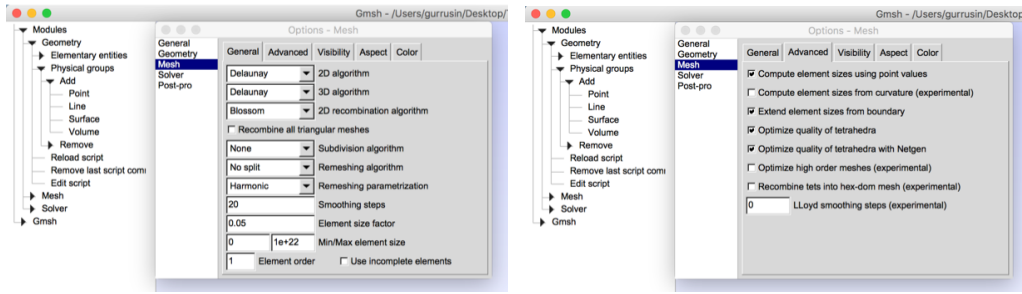 Gmsh - /Users/gurrusin/Desktop/
Modules
Geometry
Elementary entities
Physical groups
Add
Point
Line
Surface
Volume
Remove
Reload script
Remove last script com
Edit script
Mesh
Solver
Gmsh
Options - Mesh
General
Geometry
Mesh
Solver
Post-pro
General Advanced Visibility Aspect Color
Delaunay 2D algorithm
Delaunay 3D algorithm
Blossom 2D recombination algorithm
Recombine all triangular meshes
None Subdivision algorithm
No split Remeshing algorithm
Harmonic Remeshing parametrization
20 Smoothing steps
0.05 Element size factor
0 1e+22 Min/Max element size
1 Element order Use incomplete elements
Gmsh - /Users/gurrusin/Desktop
Modules
Geometry
Elementary entities
Physical groups
Add
Point
Line
Surface
Volume
Remove
Reload script
Remove last script com
Edit script
Mesh
Solver
Gmsh
Options - Mesh
General
Geometry
Mesh
Solver
Post-pro
General Advanced Visibility Aspect Color
Compute element sizes using point values
Compute element sizes from curvature (experimental)
Extend element sizes from boundary
Optimize quality of tetrahedra
Optimize quality of tetrahedra with Netgen
Optimize high order meshes (experimental)
Recombine tets into hex-dom mesh (experimental)
0 LLoyd smoothing steps (experimental)